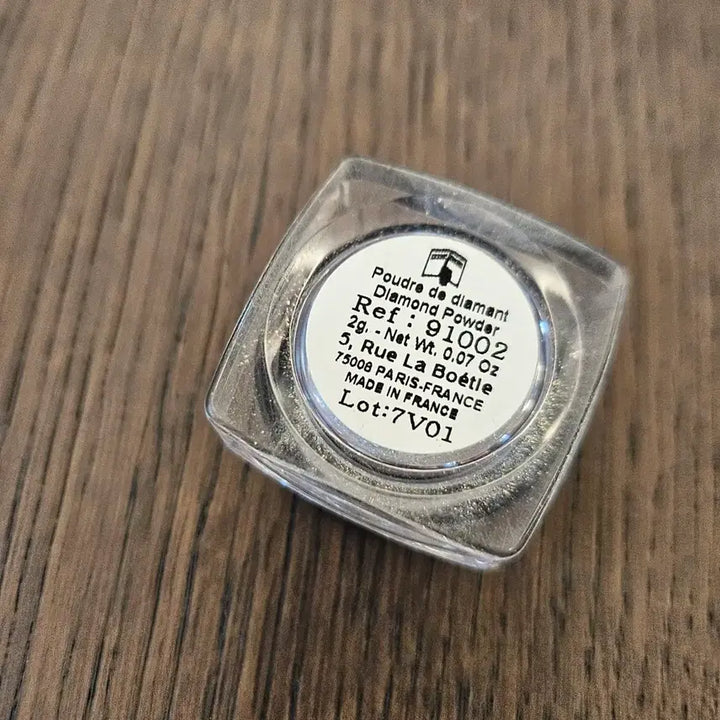 Poudre de diamant
Diamond Powder
Ref : 91002
2g. - Net Wt. 0.07 Oz
5, Rue La Boëtie
75008 PARIS-FRANCE
MADE IN FRANCE
Lot:7V01